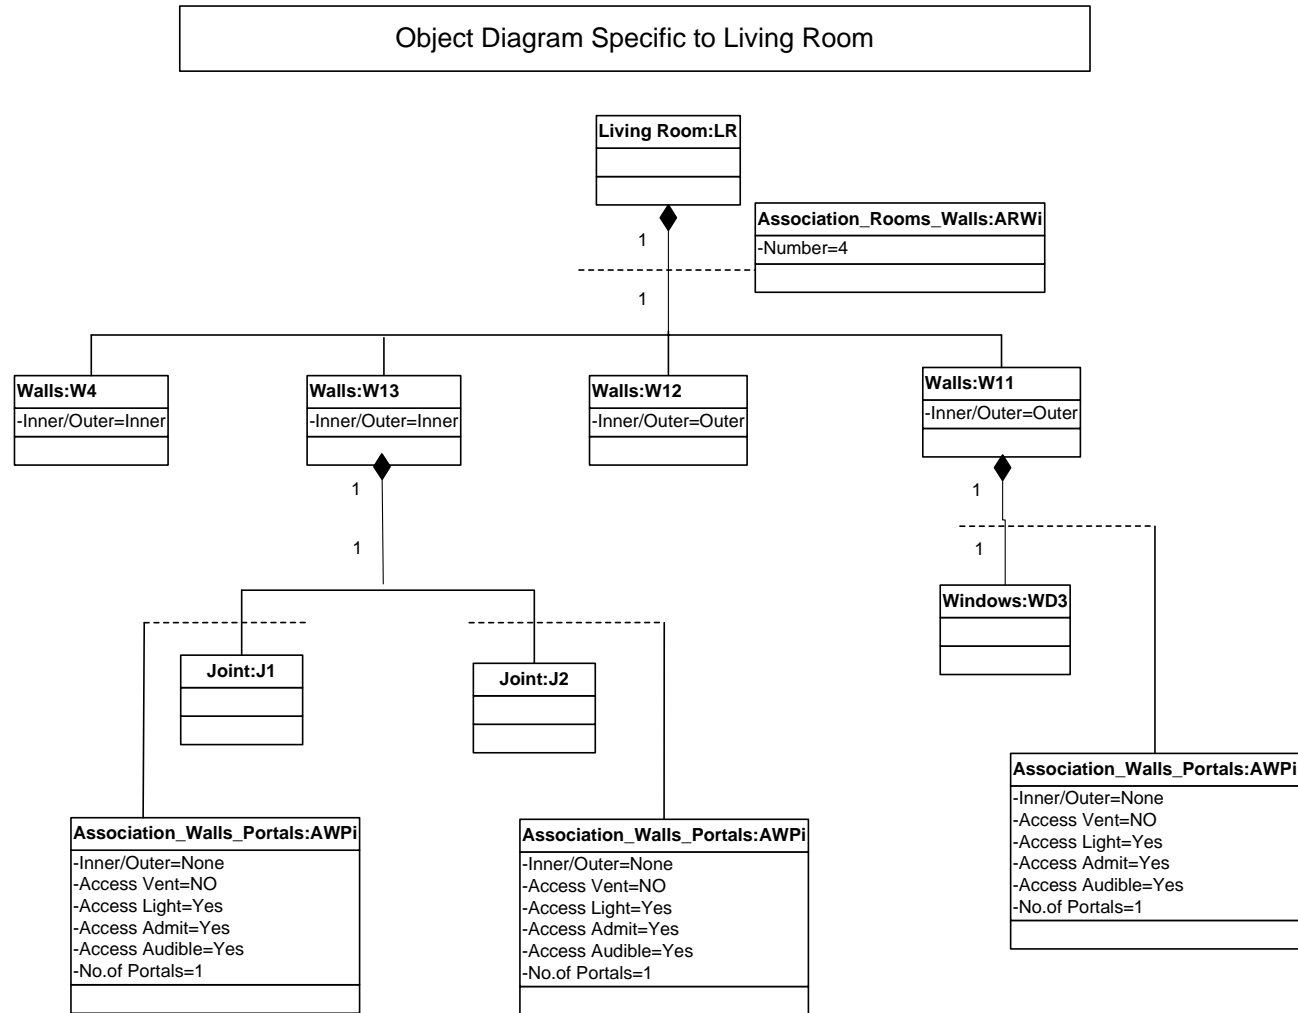 Object Diagram Specific to Living Room
Living Room:LR
Association_Rooms_Walls:ARWi
-Number=4
1
1
Walls:W4
-Inner/Outer=Inner
Walls:W13
-Inner/Outer=Inner
Walls:W12
-Inner/Outer=Outer
Walls:W11
-Inner/Outer=Outer
1
1
1
1
Windows:WD3
Joint:J1
Joint:J2
Association_Walls_Portals:AWPi
-Inner/Outer=None
-Access Vent=NO
-Access Light=Yes
-Access Admit=Yes
-Access Audible=Yes
-No.of Portals=1
Association_Walls_Portals:AWPi
-Inner/Outer=None
-Access Vent=NO
-Access Light=Yes
-Access Admit=Yes
-Access Audible=Yes
-No.of Portals=1
Association_Walls_Portals:AWPi
-Inner/Outer=None
-Access Vent=NO
-Access Light=Yes
-Access Admit=Yes
-Access Audible=Yes
-No.of Portals=1